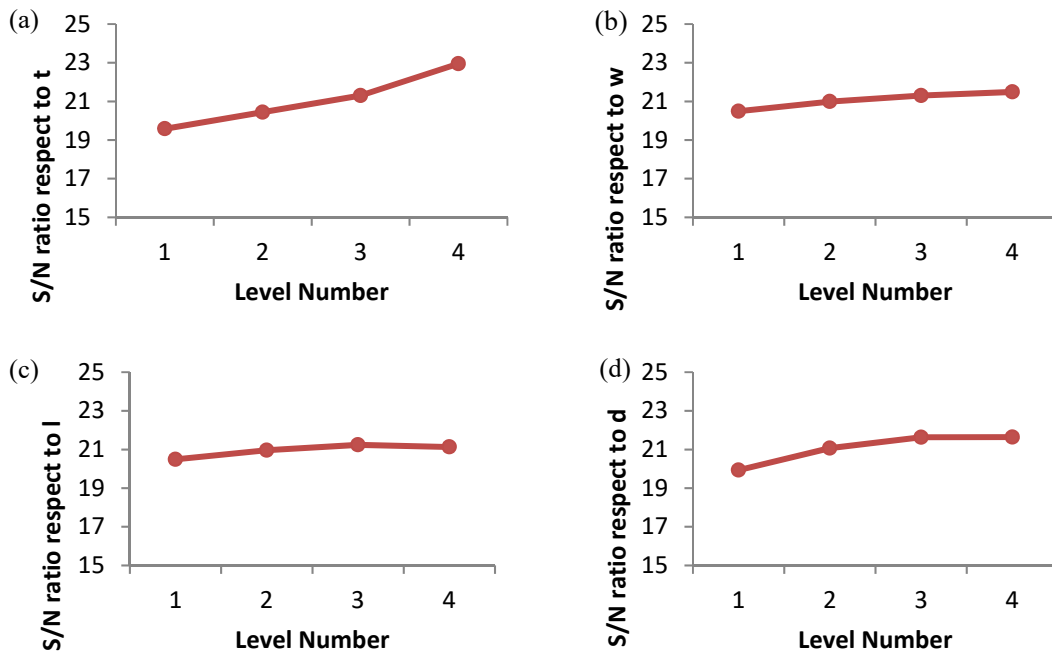 (a)
S/N ratio respect to t
25
23
21
19
17
15
1 2 3 4
Level Number
(b)
S/N ratio respect to w
25
23
21
19
17
15
1 2 3 4
Level Number
(c)
S/N ratio respect to l
25
23
21
19
17
15
1 2 3 4
Level Number
(d)
S/N ratio respect to d
25
23
21
19
17
15
1 2 3 4
Level Number